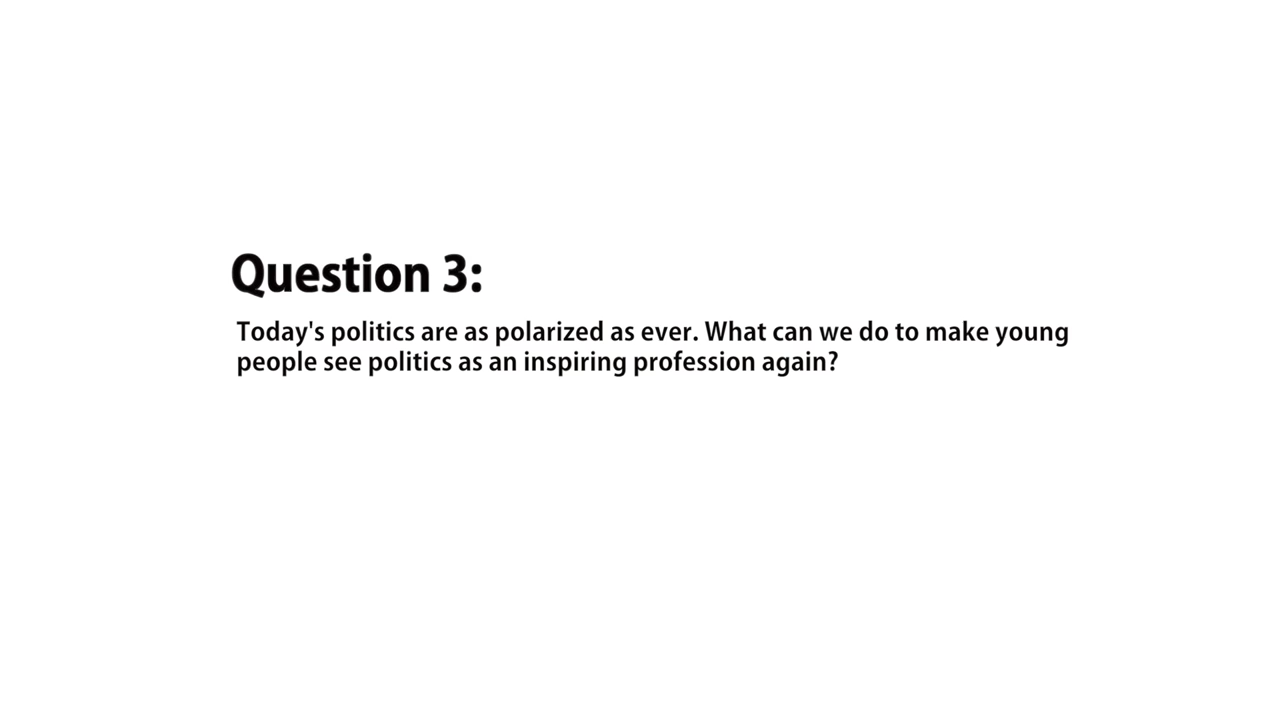 Question 3:
Today's politics are as polarized as ever. What can we do to make young
people see politics as an inspiring profession again?